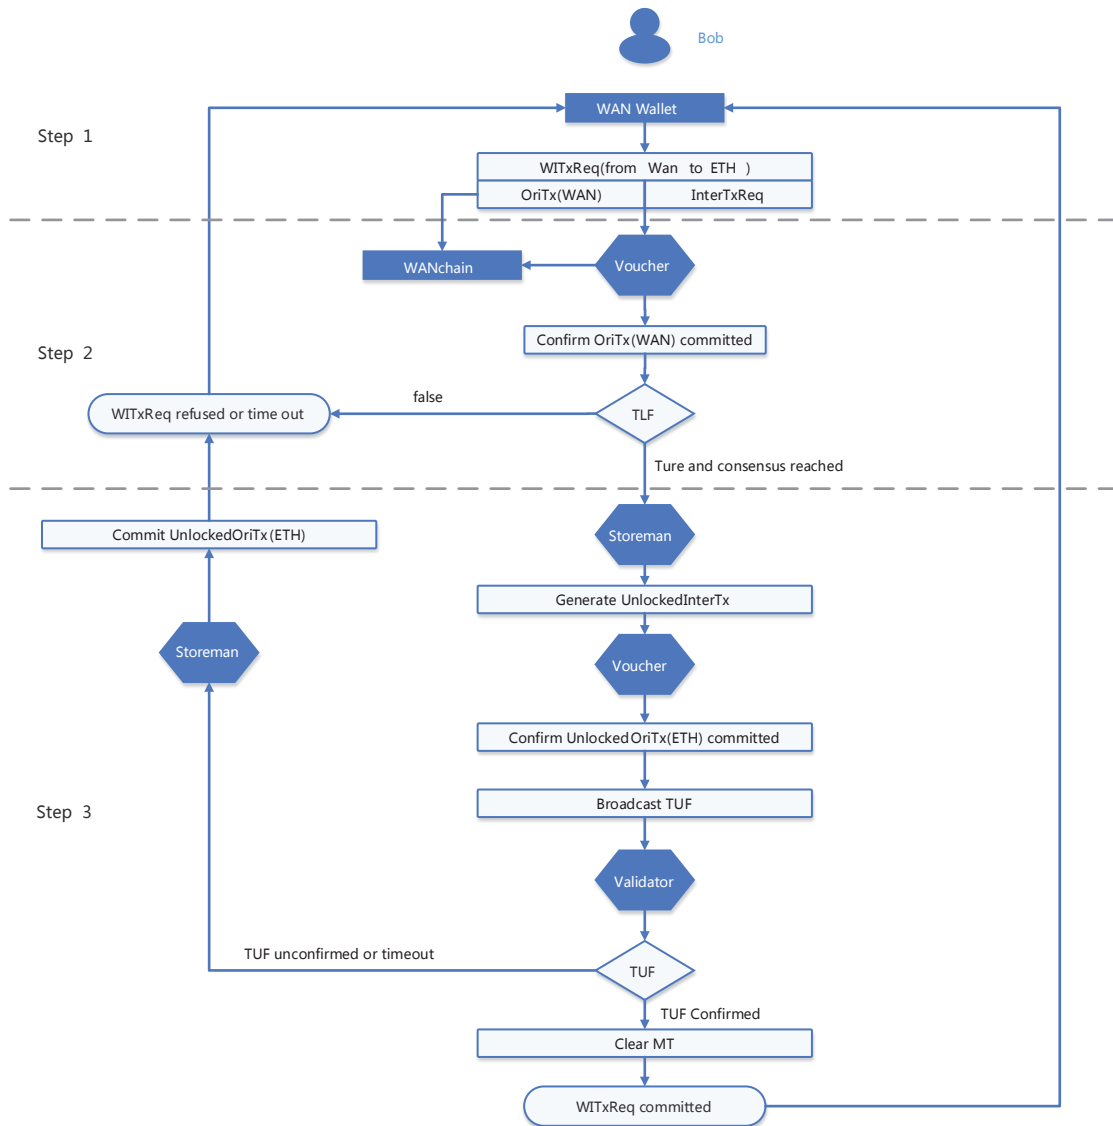 Bob
WAN Wallet
Step 1
WITxReq(from Wan to ETH )
OriTx(WAN)
InterTxReq
WANchain
Voucher
Confirm OriTx(WAN) committed
Step 2
false
WITxReq refused or time out
TLF
Ture and consensus reached
Commit UnlockedOriTx(ETH)
Storeman
Generate UnlockedInterTx
Storeman
Voucher
Confirm UnlockedOriTx(ETH) committed
Broadcast TUF
Step 3
Validator
TUF unconfirmed or timeout
TUF
TUF Confirmed
Clear MT
WITxReq committed